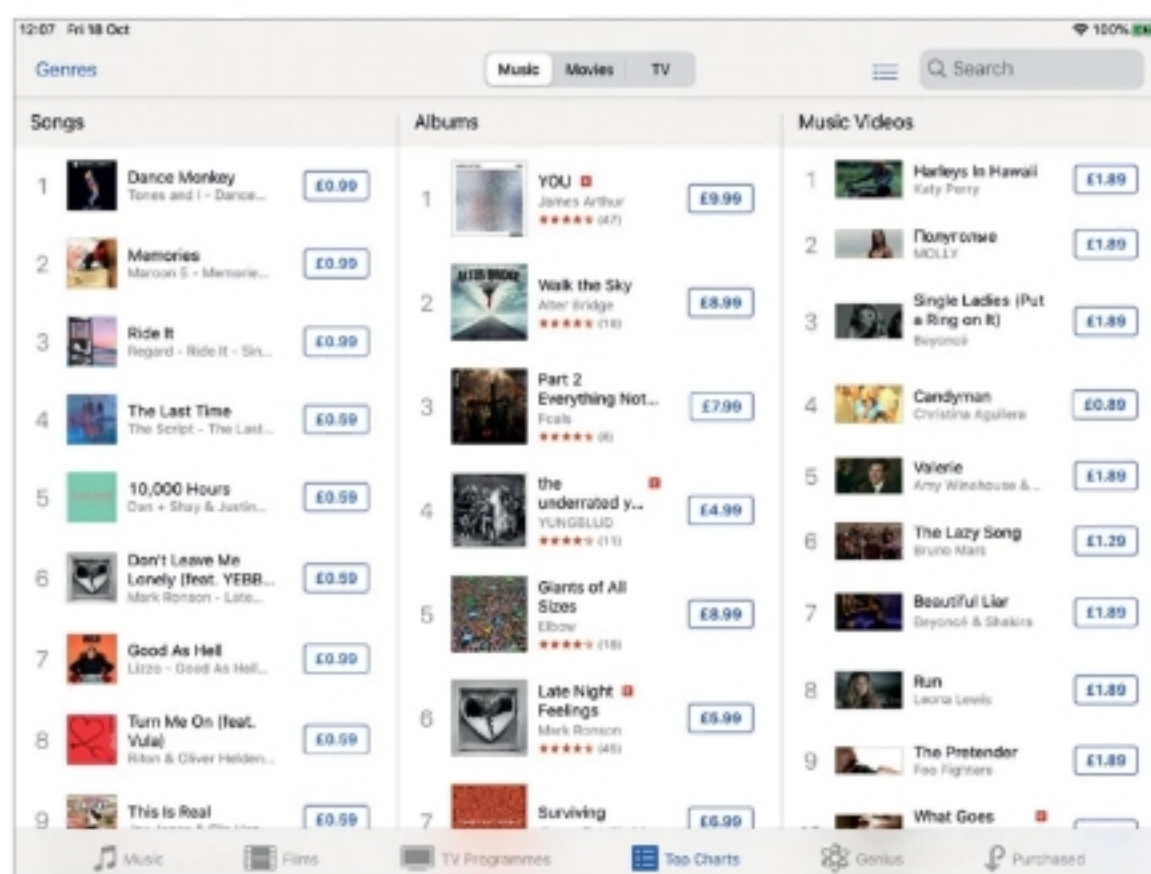 12:07 Fri 18 Oct
100%
Genres
Music Movies TV
Search
Songs
1
Dance Monkey
Tones and I - Dance...
£0.99
2
Memories
Maroon 5 - Memorie...
£0.99
3
Ride It
Regard - Ride It - Sin...
£0.99
4
The Last Time
The Script - The Last...
£0.59
5
10,000 Hours
Dan + Shay & Justin...
£0.59
6
Don't Leave Me
Lonely (feat. YEBB...
Mark Ronson - Late...
£0.59
7
Good As Hell
Lizzo - Good As Hell...
£0.99
8
Turn Me On (feat.
Vula)
Riton & Oliver Helden...
£0.59
9
This Is Real
£0.59
Albums
1
YOU
James Arthur
(47)
£9.99
2
Walk the Sky
Alter Bridge
£8.99
3
Part 2
Everything Not...
Foals
£7.99
4
the
underrated y...
YUNGBLUD
(11)
£4.99
5
Giants of All
Sizes
Elbow
£8.99
6
Late Night
Feelings
Mark Ronson
(45)
£5.99
7
Surviving
£6.99
Music Videos
1
Harleys In Hawaii
Katy Perry
£1.89
2
Полуголые
MOLLY
£1.89
3
Single Ladies (Put
a Ring on It)
Beyoncé
£1.89
4
Candyman
Christina Aguilera
£0.89
5
Valerie
Amy Winehouse &...
£1.89
6
The Lazy Song
Bruno Mars
£1.29
7
Beautiful Liar
Beyoncé & Shakira
£1.89
8
Run
Leona Lewis
£1.89
9
The Pretender
Foo Fighters
£1.89
What Goes
Music Films TV Programmes Top Charts Genius Purchased